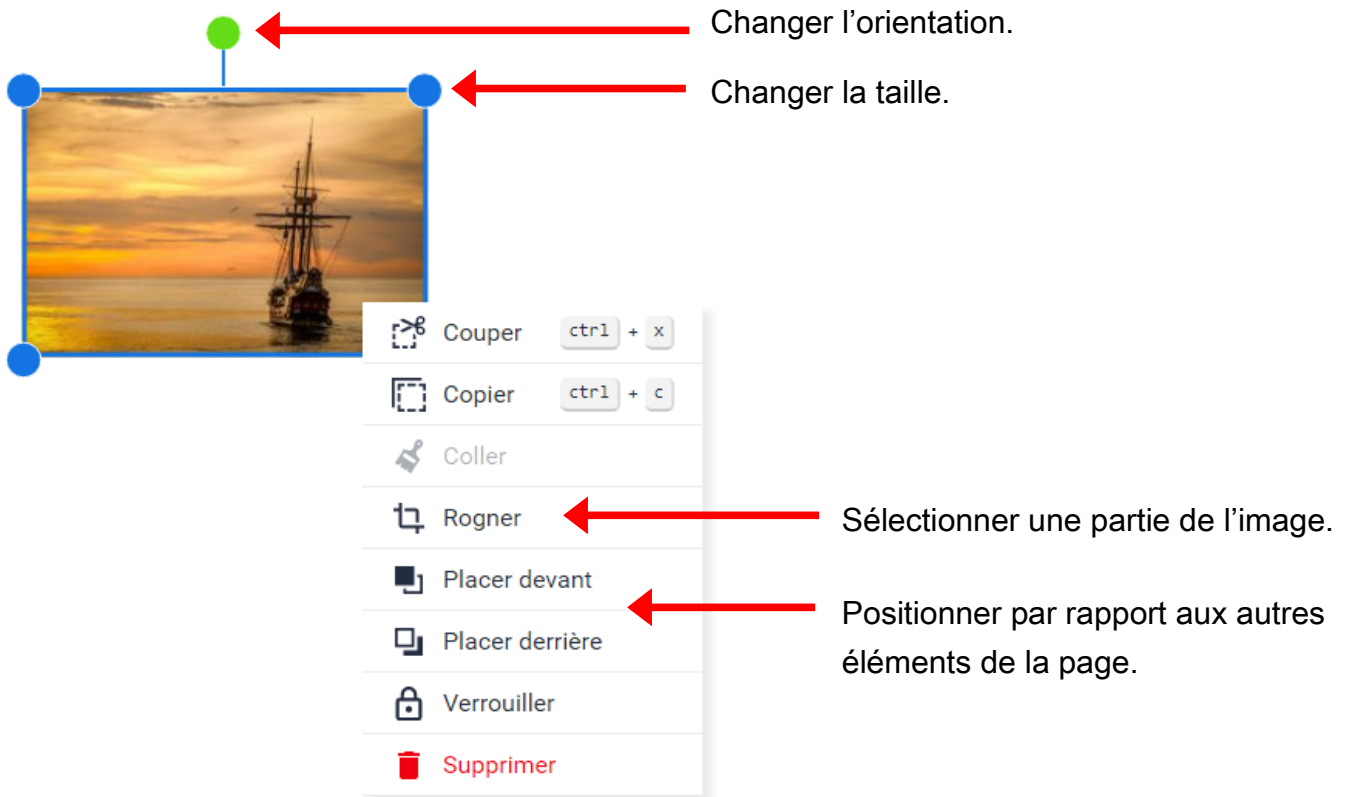 Changer l’orientation.
Changer la taille.
Couper ctrl + x
Copier ctrl + c
Coller
Rogner
Sélectionner une partie de l’image.
Placer devant
Positionner par rapport aux autres
éléments de la page.
Placer derrière
Verrouiller
Supprimer